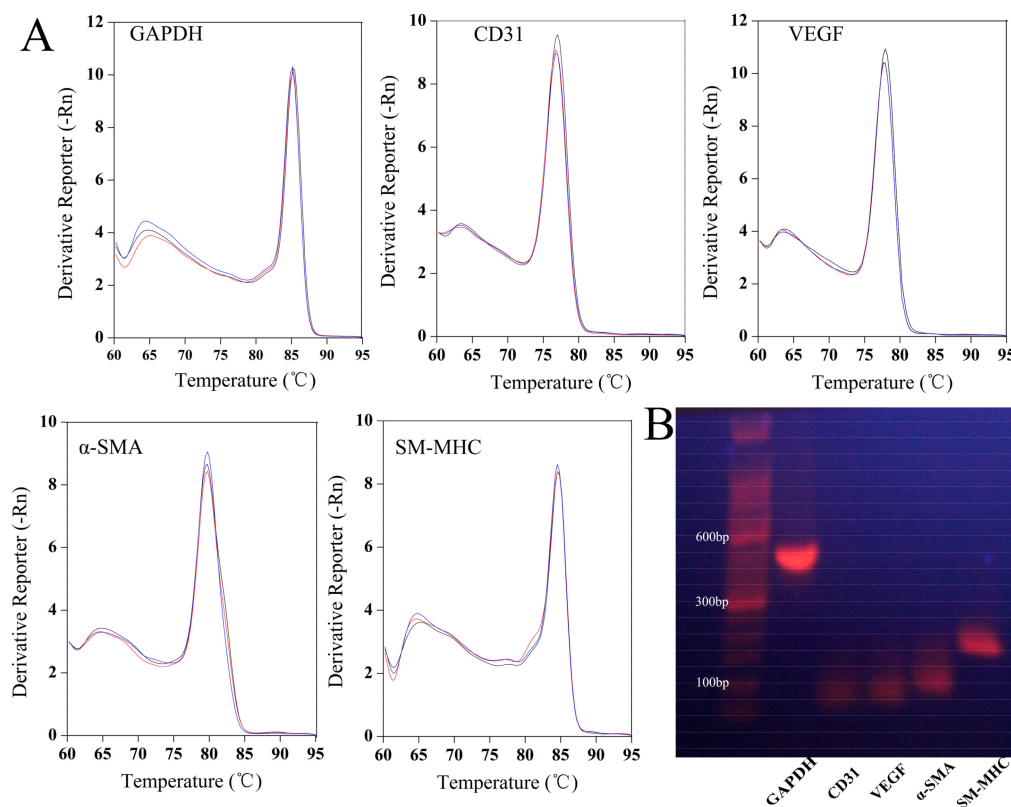 A
GAPDH
Derivative Reporter (-Rn)
12
10
8
6
4
2
0
60 65 70 75 80 85 90 95
Temperature (℃)
CD31
Derivative Reporter (-Rn)
10
8
6
4
2
0
60 65 70 75 80 85 90 95
Temperature (℃)
VEGF
Derivative Reportor (-Rn)
12
10
8
6
4
2
0
60 65 70 75 80 85 90 95
Temperature (℃)
α-SMA
Derivative Reporter (-Rn)
10
8
6
4
2
0
60 65 70 75 80 85 90 95
Temperature (℃)
SM-MHC
Derivative Reporter (-Rn)
10
8
6
4
2
0
60 65 70 75 80 85 90 95
Temperature (℃)
B
600bp
300bp
100bp
GAPDH CD31 VEGF α-SMA SM-MHC